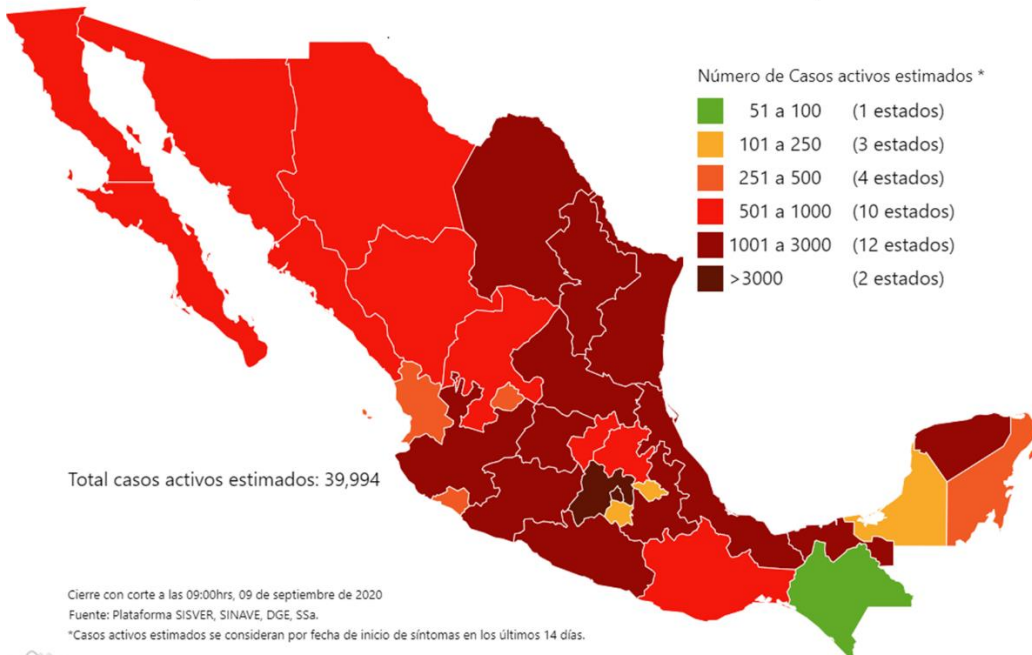 Número de Casos activos estimados *
51 a 100 (1 estados)
101 a 250 (3 estados)
251 a 500 (4 estados)
501 a 1000 (10 estados)
1001 a 3000 (12 estados)
>3000 (2 estados)
Total casos activos estimados: 39,994
Cierre con corte a las 09:00hrs, 09 de septiembre de 2020
Fuente: Plataforma SISVER, SINAVE, DGE, SSa.
*Casos activos estimados se consideran por fecha de inicio de síntomas en los últimos 14 días.